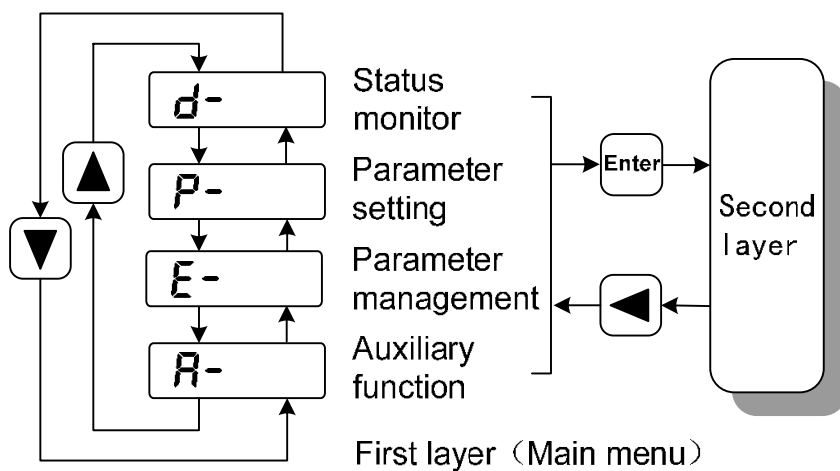 d-
Status
monitor
P-
Parameter
setting
Enter
Second
layer
E-
Parameter
management
A-
Auxiliary
function
First layer（Main menu）